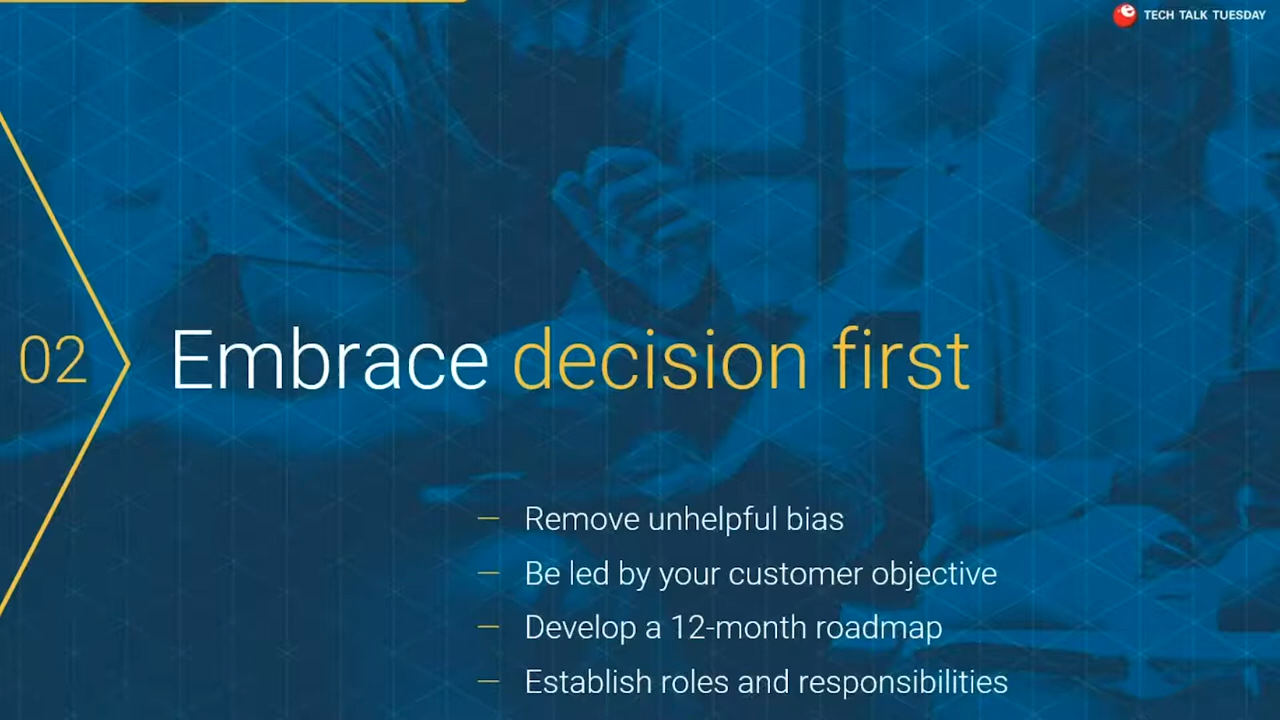 TECH TALK TUESDAY
02
Embrace decision first
— Remove unhelpful bias
— Be led by your customer objective
— Develop a 12-month roadmap
— Establish roles and responsibilities